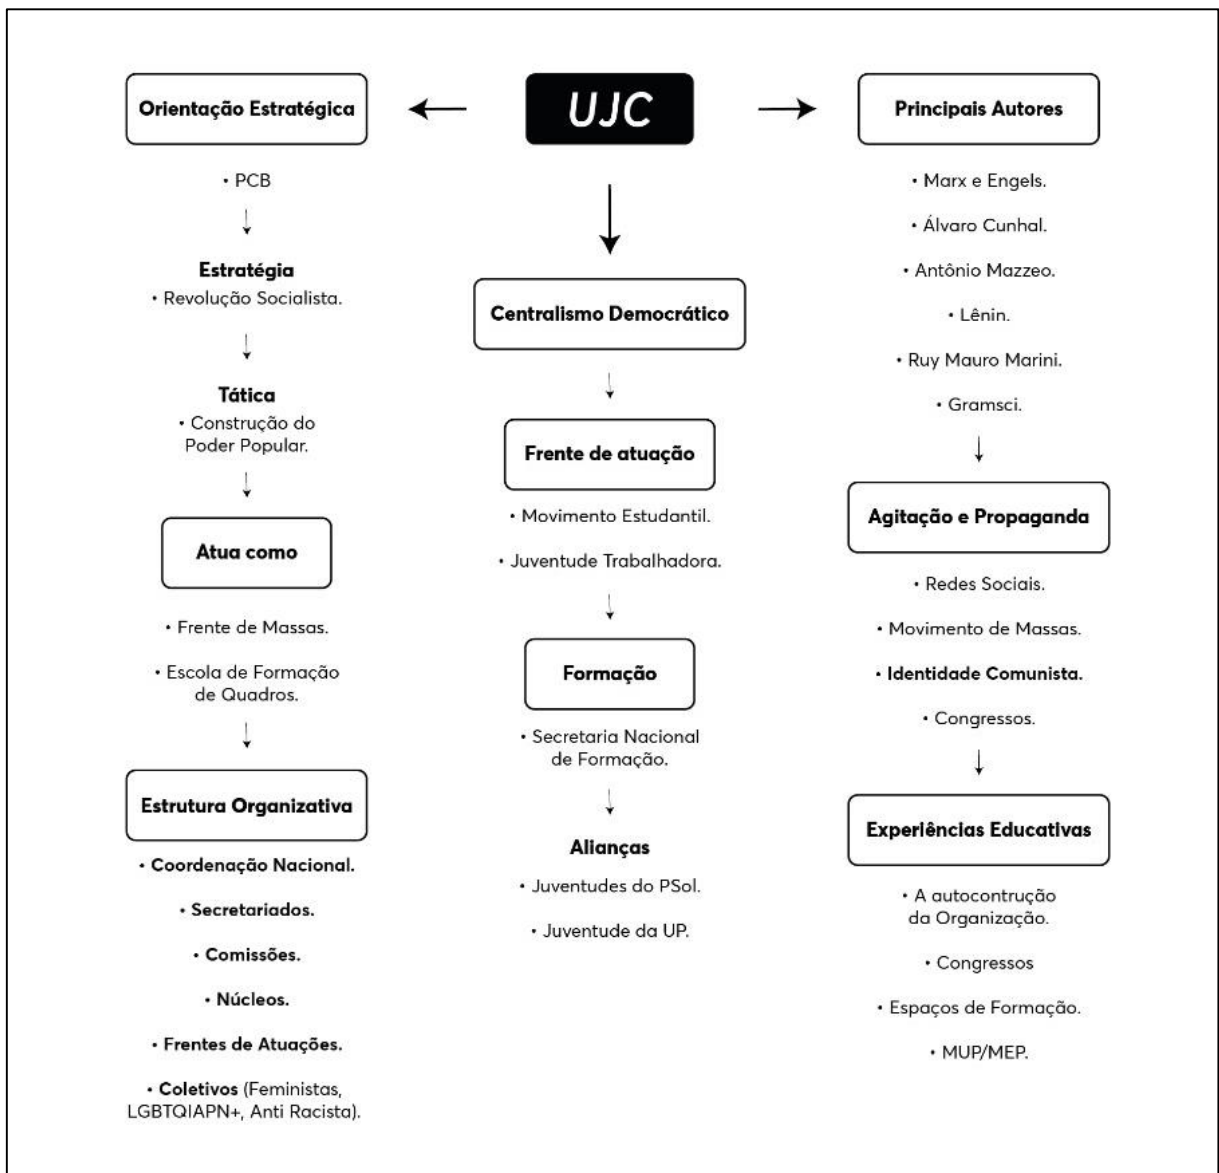 UJC
Orientação Estratégica
• PCB
Estratégia
• Revolução Socialista.
Tática
• Construção do
Poder Popular.
Atua como
• Frente de Massas.
• Escola de Formação
de Quadros.
Estrutura Organizativa
• Coordenação Nacional.
• Secretariados.
• Comissões.
• Núcleos.
• Frentes de Atuações.
• Coletivos (Feministas,
LGBTQIAPN+, Anti Racista).
Centralismo Democrático
Frente de atuação
• Movimento Estudantil.
• Juventude Trabalhadora.
Formação
• Secretaria Nacional
de Formação.
Alianças
• Juventudes do PSol.
• Juventude da UP.
Principais Autores
• Marx e Engels.
• Álvaro Cunhal.
• Antônio Mazzeo.
• Lênin.
• Ruy Mauro Marini.
• Gramsci.
Agitação e Propaganda
• Redes Sociais.
• Movimento de Massas.
• Identidade Comunista.
• Congressos.
Experiências Educativas
• A autocontrução
da Organização.
• Congressos
• Espaços de Formação.
• MUP/MEP.